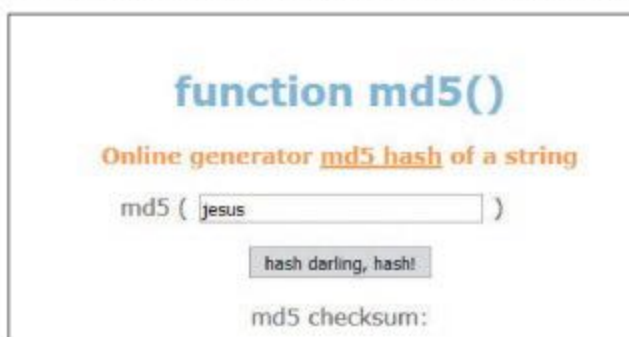 function md5()
Online generator md5 hash of a string
md5 ( jesus )
hash darling, hash!
md5 checksum: